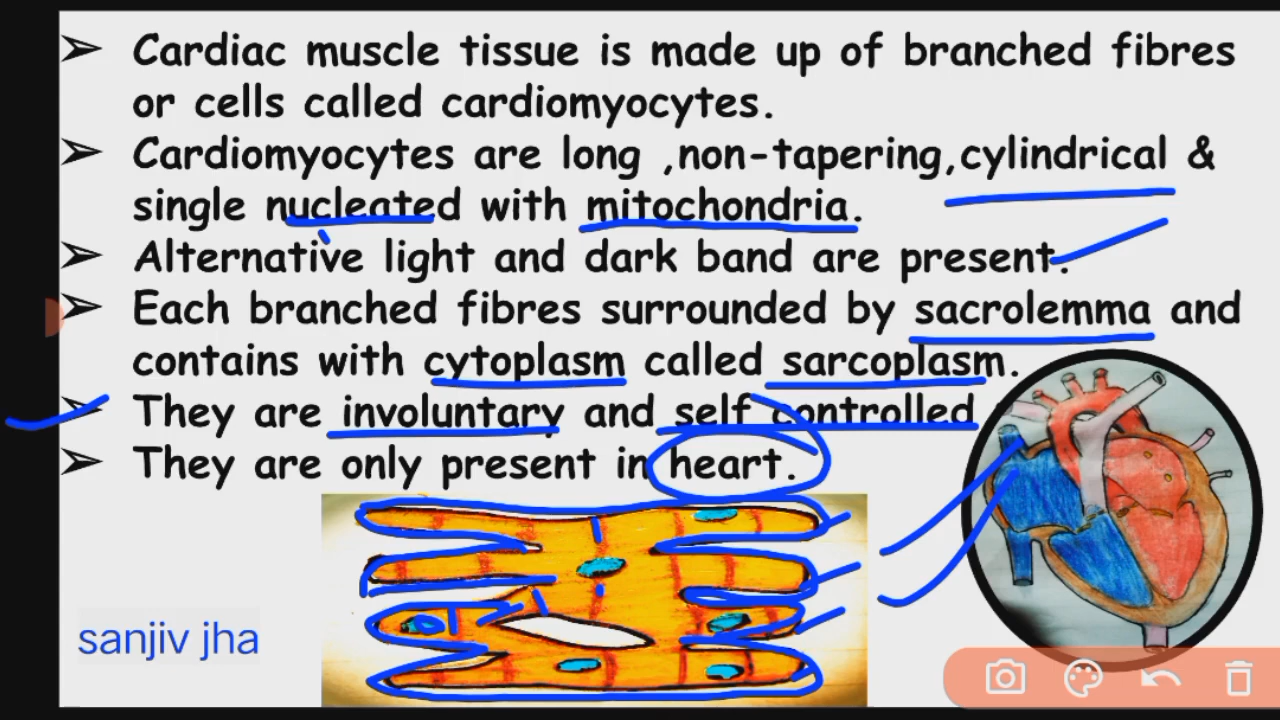 ➢ Cardiac muscle tissue is made up of branched fibres
or cells called cardiomyocytes.
➢ Cardiomyocytes are long ,non-tapering,cylindrical &
single nucleated with mitochondria.
➢ Alternative light and dark band are present.
➢ Each branched fibres surrounded by sacrolemma and
contains with cytoplasm called sarcoplasm.
➢ They are involuntary and self controlled
➢ They are only present in heart.
sanjiv jha